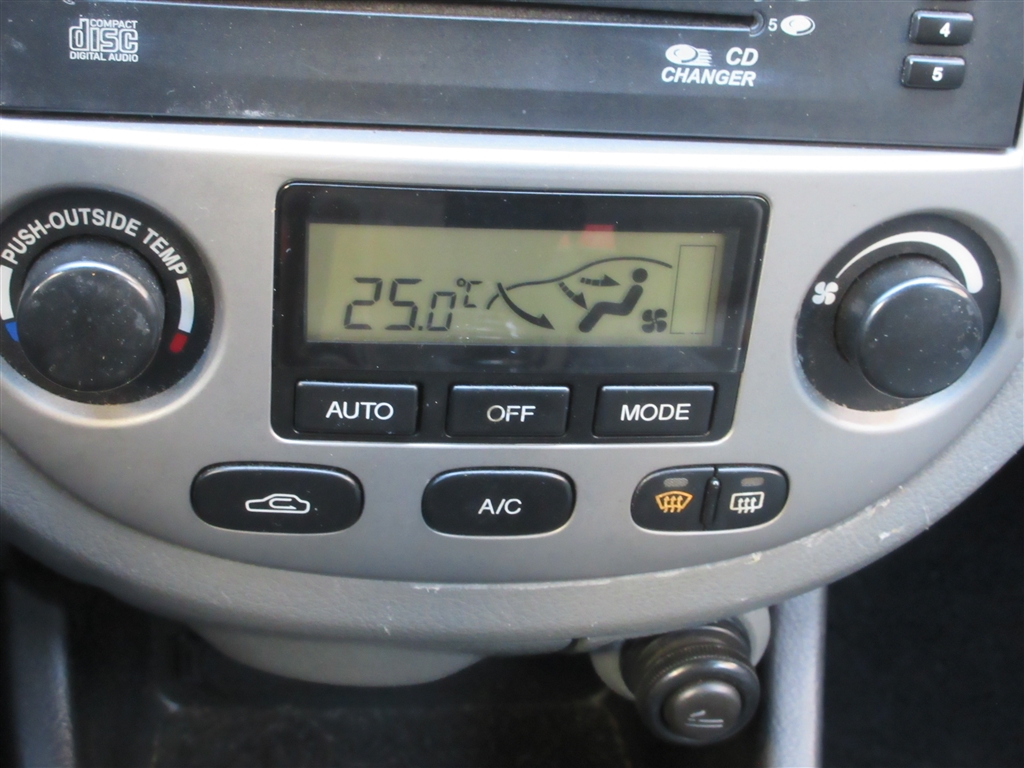 COMPACT
disc
DIGITAL AUDIO
5
4
CD
CHANGER
5
PUSH-OUTSIDE TEMP
25.0°C
AUTO
OFF
MODE
A/C